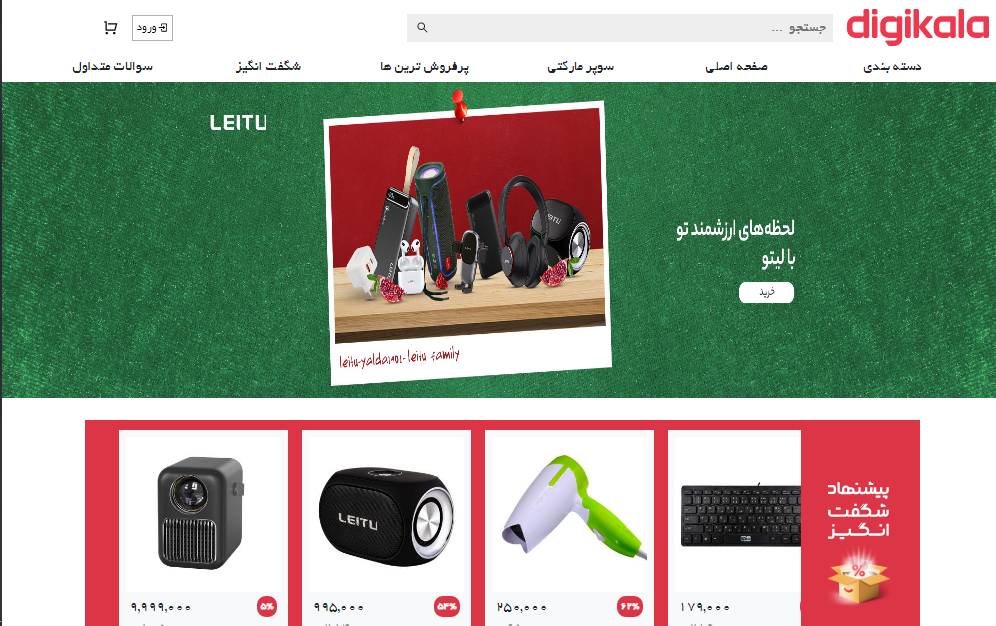 digikala
جستجو ...
ورود
دسته بندی
صفحه اصلی
سوپر مارکتی
پرفروش ترین ها
شگفت انگیز
سوالات متداول
LEITU
لحظه‌های ارزشمند تو
با لیتو
خرید
leitu-yalda1401-leitu family
پیشنهاد
شگفت
انگیز
۱۷۹,۰۰۰
۶۲%
۲۵۰,۰۰۰
LEITU
۵۳%
۹۹۵,۰۰۰
۵%
۹,۹۹۹,۰۰۰